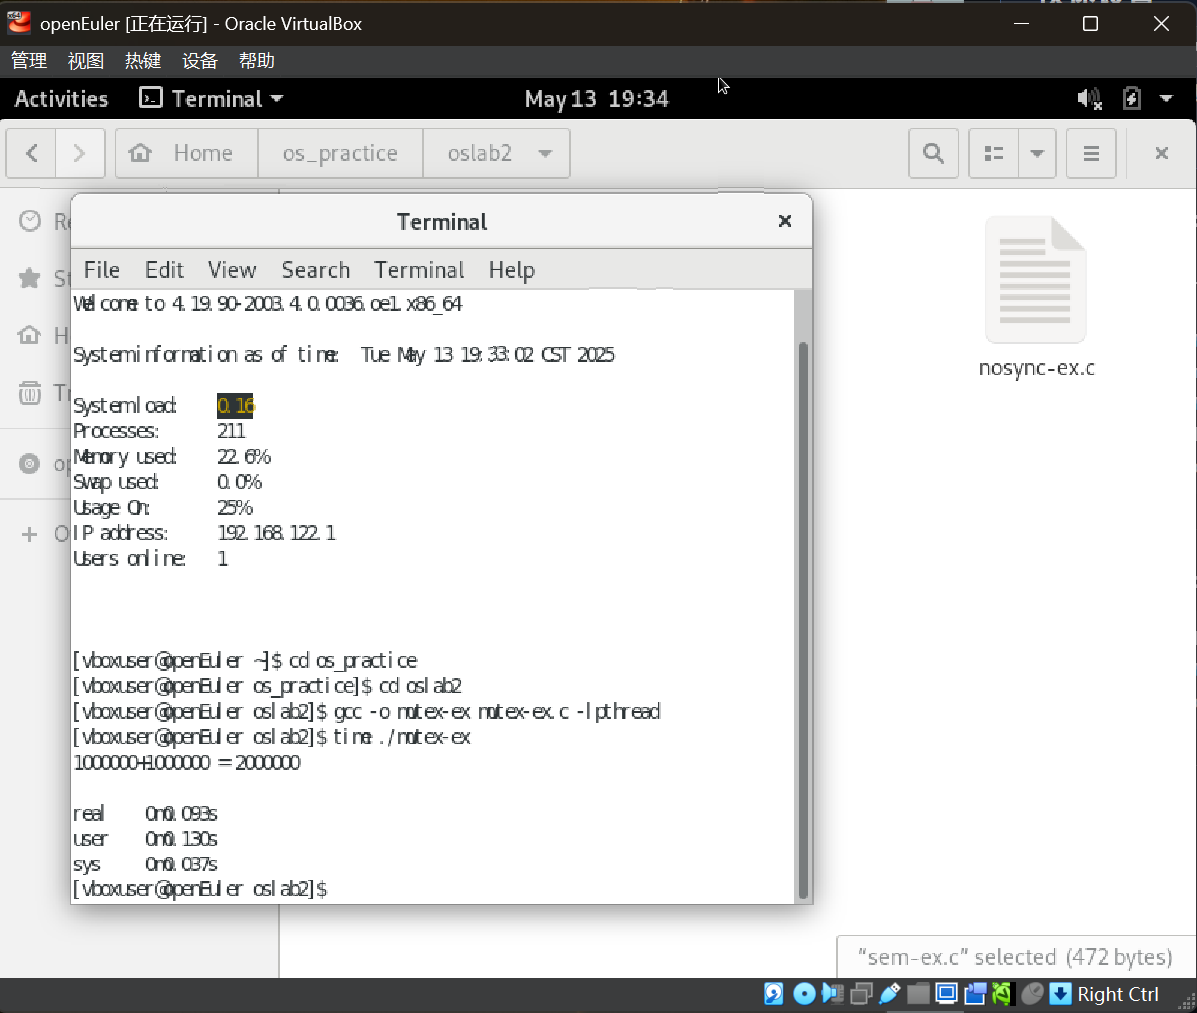 openEuler [正在运行] - Oracle VirtualBox
管理 视图 热键 设备 帮助
Activities Terminal May 13 19:34
Home os_practice oslab2
nosync-ex.c
Terminal
File Edit View Search Terminal Help
Welcome to 4.19.90-2003.4.0.0036.oe1.x86_64
System information as of time: Tue May 13 19:33:02 CST 2025
System load: 0.16
Processes: 211
Memory used: 22.6%
Swap used: 0.0%
Usage On: 25%
IP address: 192.168.122.1
Users online: 1
[vboxuser@openEuler ~]$ cd os_practice
[vboxuser@openEuler os_practice]$ cd oslab2
[vboxuser@openEuler oslab2]$ gcc -o mutex-ex mutex-ex.c -lpthread
[vboxuser@openEuler oslab2]$ time ./mutex-ex
1000000+1000000 = 2000000
real 0m0.093s
user 0m0.130s
sys 0m0.037s
[vboxuser@openEuler oslab2]$
"sem-ex.c" selected (472 bytes)
Right Ctrl